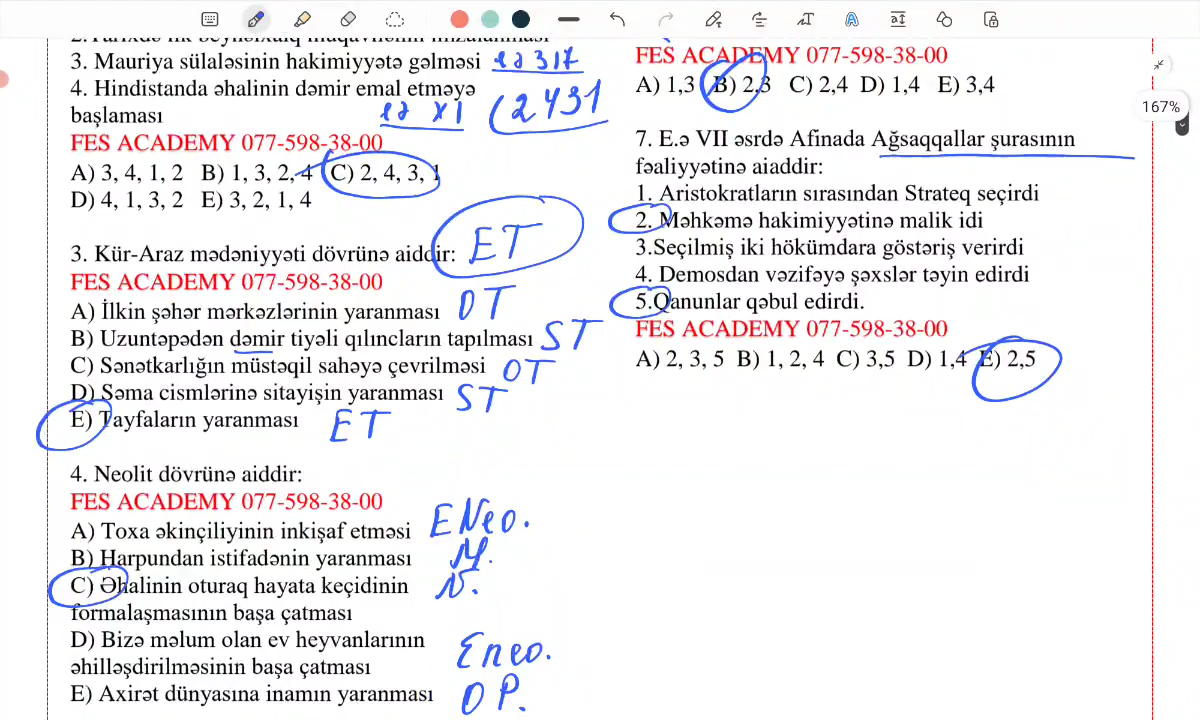 3. Mauriya sülaləsinin hakimiyyətə gəlməsi eə 317
4. Hindistanda əhalinin dəmir emal etməyə
başlaması eə XI (2431
FES ACADEMY 077-598-38-00
A) 3, 4, 1, 2 B) 1, 3, 2, 4 C) 2, 4, 3, 1
D) 4, 1, 3, 2 E) 3, 2, 1, 4
3. Kür-Araz mədəniyyəti dövrünə aiddir: ET
FES ACADEMY 077-598-38-00
A) İlkin şəhər mərkəzlərinin yaranması OT
B) Uzuntəpədən dəmir tiyəli qılıncların tapılması ST
C) Sənətkarlığın müstəqil sahəyə çevrilməsi OT
D) Səma cismlərinə sitayişin yaranması ST
E) Tayfaların yaranması ET
4. Neolit dövrünə aiddir:
FES ACADEMY 077-598-38-00
A) Toxa əkinçiliyinin inkişaf etməsi ENeo.
B) Harpundan istifadənin yaranması M.
C) Əhalinin oturaq hayata keçidinin N.
formalaşmasının başa çatması
D) Bizə məlum olan ev heyvanlarının
əhilləşdirilməsinin başa çatması Eneo.
E) Axirət dünyasına inamın yaranması OP.
FES ACADEMY 077-598-38-00
A) 1,3 B) 2,3 C) 2,4 D) 1,4 E) 3,4
167%
7. E.ə VII əsrdə Afinada Ağsaqqallar şurasının
fəaliyyətinə aiaddir:
1. Aristokratların sırasından Strateq seçirdi
2. Məhkəmə hakimiyyətinə malik idi
3.Seçilmiş iki hökümdara göstəriş verirdi
4. Demosdan vəzifəyə şəxslər təyin edirdi
5.Qanunlar qəbul edirdi.
FES ACADEMY 077-598-38-00
A) 2, 3, 5 B) 1, 2, 4 C) 3,5 D) 1,4 E) 2,5